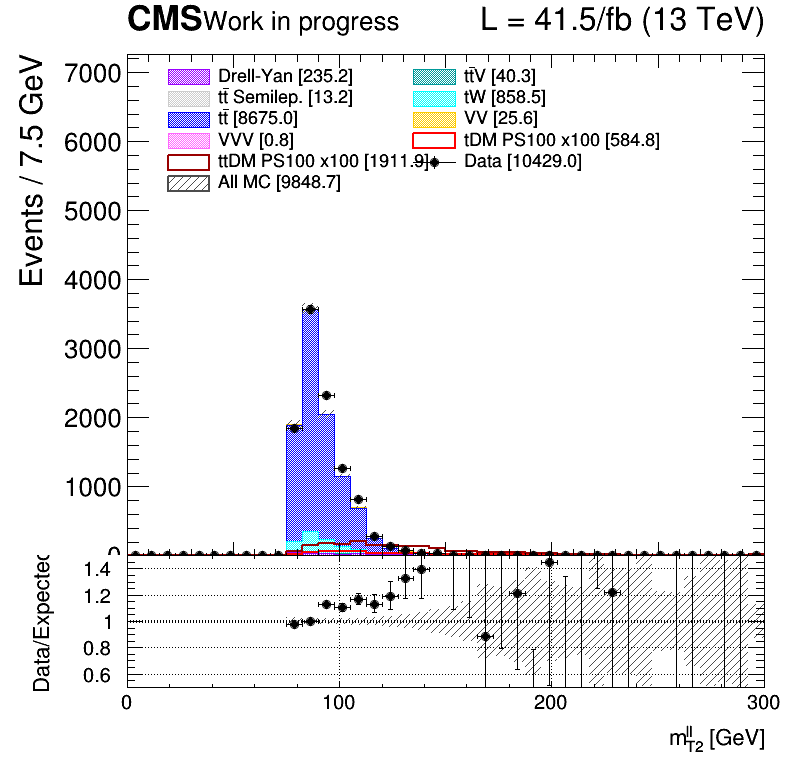 CMS Work in progress L = 41.5/fb (13 TeV)
Events / 7.5 GeV
7000
6000
5000
4000
3000
2000
1000
0
Drell-Yan [235.2] tt̄V [40.3]
tt̄ Semilep. [13.2] tW [858.5]
tt̄ [8675.0] VV [25.6]
VVV [0.8] tDM PS100 x100 [584.8]
ttDM PS100 x100 [1911.9] Data [10429.0]
All MC [9848.7]
Data/Expected
1.4
1.2
1
0.8
0.6
0 100 200 300
m_T2^ll [GeV]